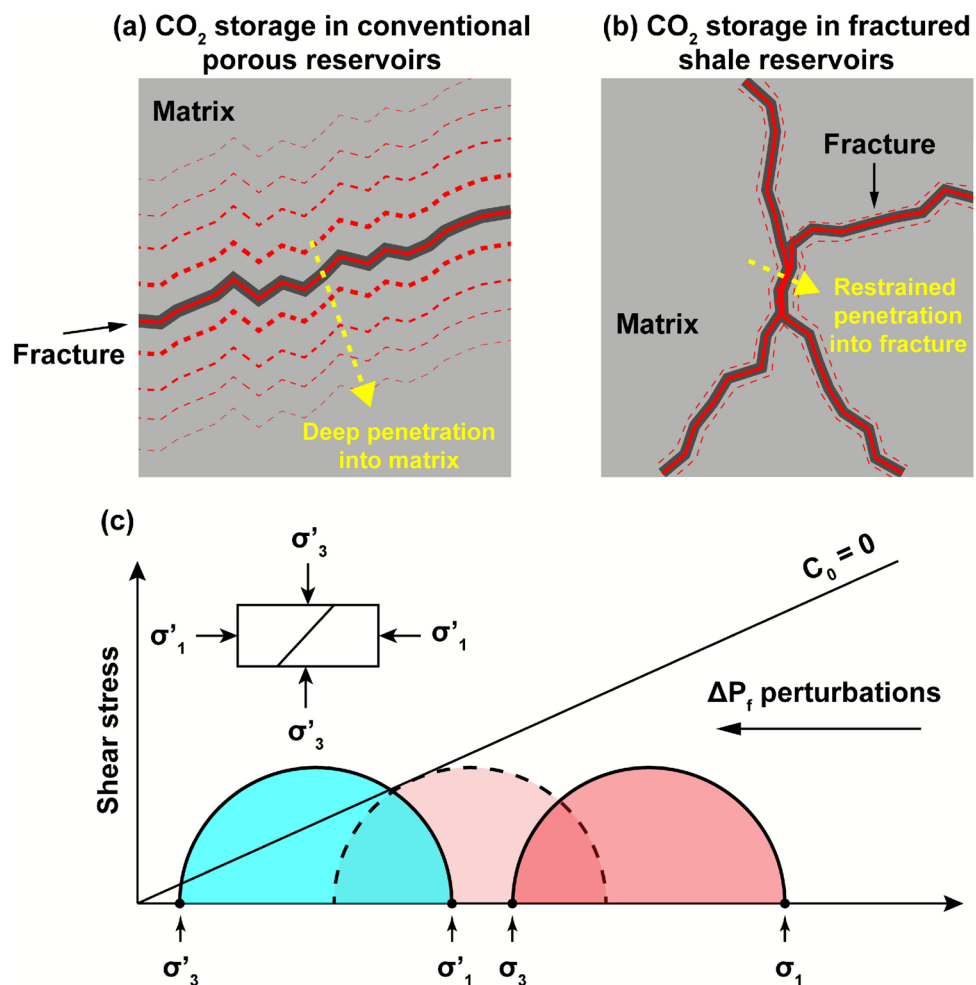 (a) CO₂ storage in conventional
porous reservoirs
(b) CO₂ storage in fractured
shale reservoirs
Matrix
Fracture
Deep penetration
into matrix
Fracture
Matrix
Restrained
penetration
into fracture
(c)
σ’₃
σ’₁
σ’₁
σ’₃
C₀ = 0
ΔP_f perturbations
Shear stress
σ’₃
σ’₁
σ₃
σ₁